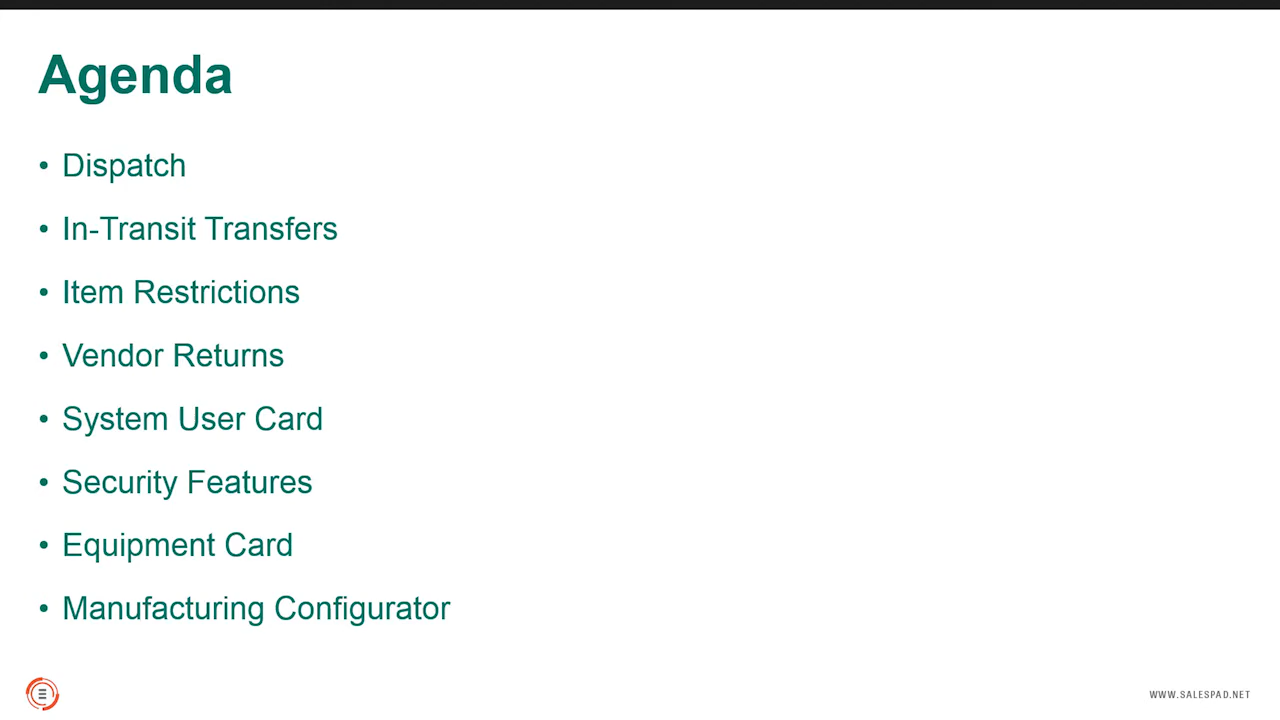 Agenda
• Dispatch
• In-Transit Transfers
• Item Restrictions
• Vendor Returns
• System User Card
• Security Features
• Equipment Card
• Manufacturing Configurator
WWW.SALESPAD.NET